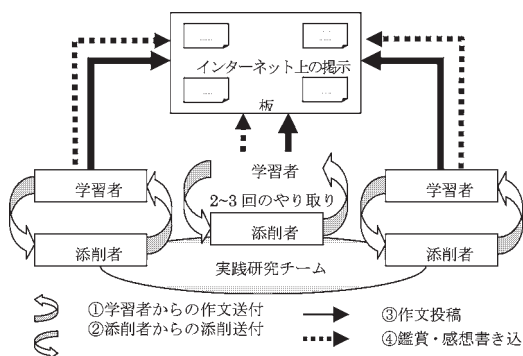 インターネット上の掲示
板
学習者
学習者
学習者
2~3 回のやり取り
添削者
添削者
添削者
実践研究チーム
①学習者からの作文送付
②添削者からの添削送付
③作文投稿
④鑑賞・感想書き込